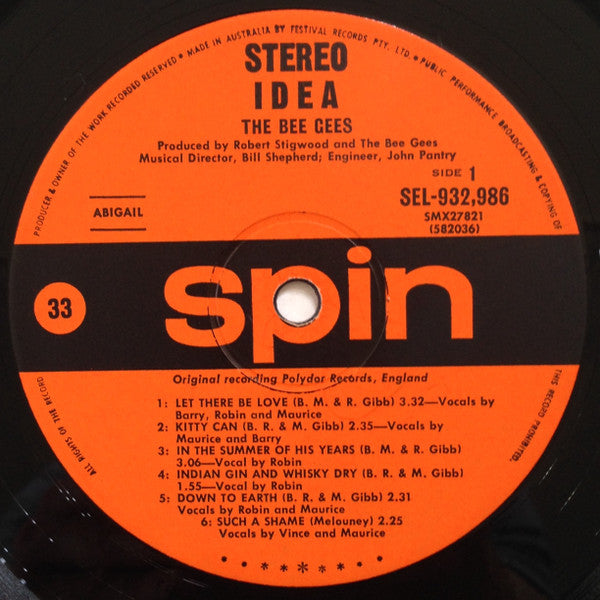 PRODUCER & OWNER OF THE WORK RECORDED RESERVED • MADE IN AUSTRALIA BY FESTIVAL RECORDS PTY. LTD. • PUBLIC PERFORMANCE BROADCASTING & COPYING OF
STEREO
IDEA
THE BEE GEES
Produced by Robert Stigwood and The Bee Gees
Musical Director, Bill Shepherd; Engineer, John Pantry
SIDE 1
ABIGAIL
SEL-932,986
SMX27821
(582036)
33
spin
Original recording Polydor Records, England
1: LET THERE BE LOVE (B. M. & R. Gibb) 3.32—Vocals by
Barry, Robin and Maurice
2: KITTY CAN (B. R. & M. Gibb) 2.35—Vocals by
Maurice and Barry
3: IN THE SUMMER OF HIS YEARS (B. M. & R. Gibb)
3.06—Vocal by Robin
4: INDIAN GIN AND WHISKY DRY (B. R. & M. Gibb)
1.55—Vocal by Robin
5: DOWN TO EARTH (B. R. & M. Gibb) 2.31
Vocals by Robin and Maurice
6: SUCH A SHAME (Melouney) 2.25
Vocals by Vince and Maurice
ALL RIGHTS OF THE RECORD
THIS RECORD PROHIBITED.